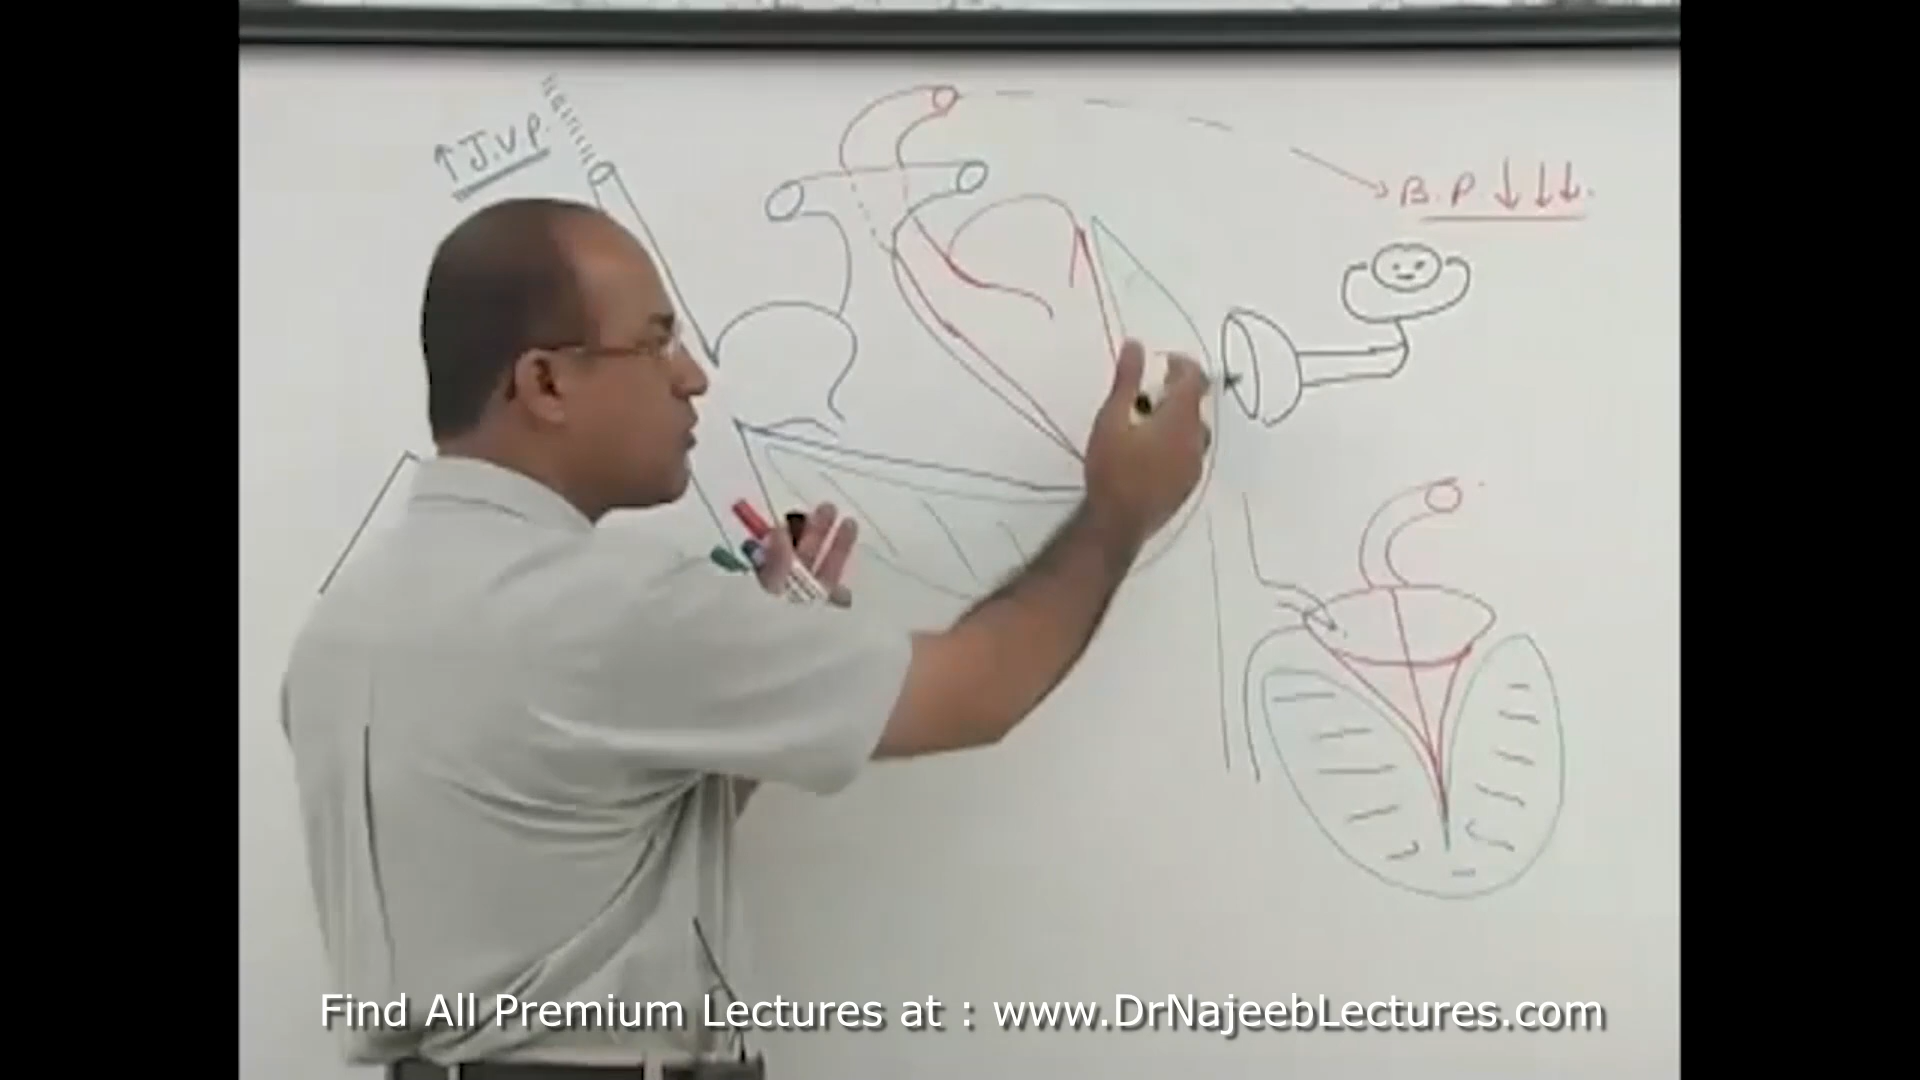 ↑ J.V.P.
B.P ↓↓↓.
Find All Premium Lectures at : www.DrNajeebLectures.com